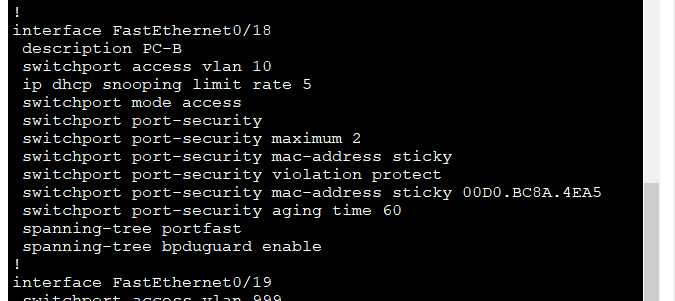 !
interface FastEthernet0/18
description PC-B
switchport access vlan 10
ip dhcp snooping limit rate 5
switchport mode access
switchport port-security
switchport port-security maximum 2
switchport port-security mac-address sticky
switchport port-security violation protect
switchport port-security mac-address sticky 00D0.BC8A.4EA5
switchport port-security aging time 60
spanning-tree portfast
spanning-tree bpduguard enable
!
interface FastEthernet0/19
switchport access vlan 999